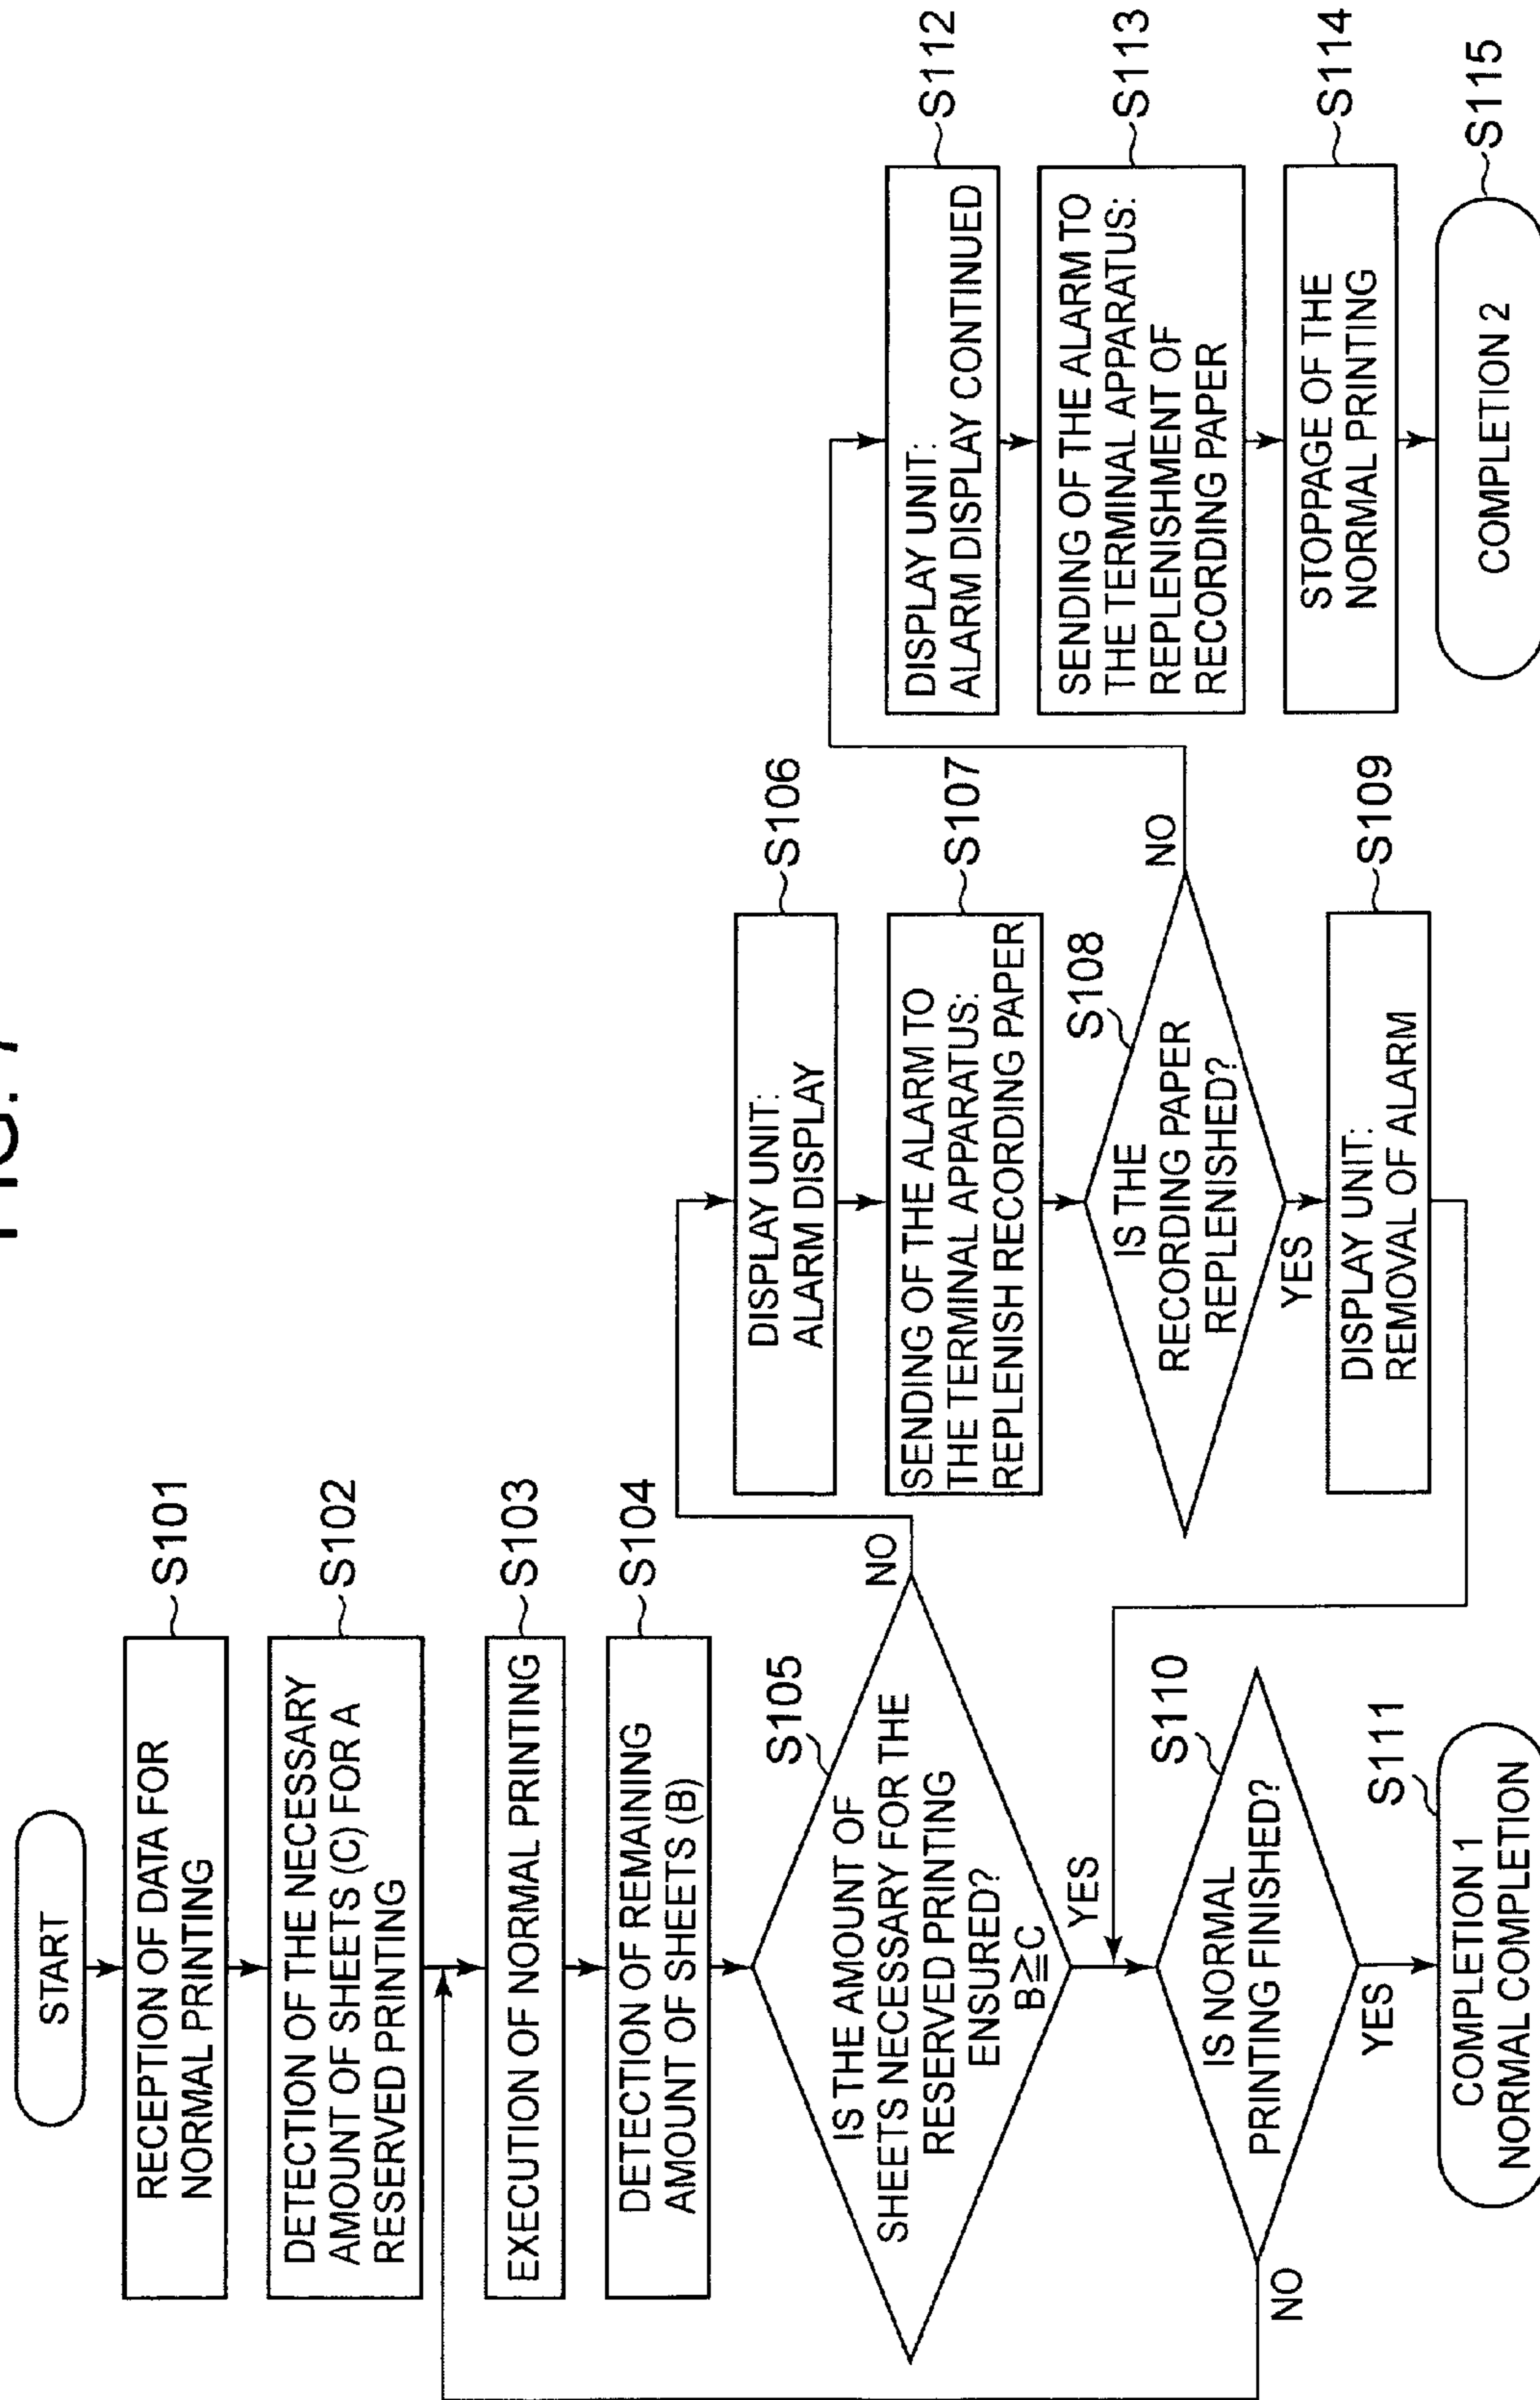 FIG. 7
START
RECEPTION OF DATA FOR
NORMAL PRINTING
S101
DETECTION OF THE NECESSARY
AMOUNT OF SHEETS (C) FOR A
RESERVED PRINTING
S102
EXECUTION OF NORMAL PRINTING
S103
DETECTION OF REMAINING
AMOUNT OF SHEETS (B)
S104
S105
IS THE AMOUNT OF
SHEETS NECESSARY FOR THE
RESERVED PRINTING
ENSURED?
B≧C
NO
YES
DISPLAY UNIT:
ALARM DISPLAY
S106
SENDING OF THE ALARM TO
THE TERMINAL APPARATUS:
REPLENISH RECORDING PAPER
S107
S108
IS THE
RECORDING PAPER
REPLENISHED?
NO
YES
DISPLAY UNIT:
REMOVAL OF ALARM
S109
S110
IS NORMAL
PRINTING FINISHED?
NO
YES
S111
COMPLETION 1
NORMAL COMPLETION
DISPLAY UNIT:
ALARM DISPLAY CONTINUED
S112
SENDING OF THE ALARM TO
THE TERMINAL APPARATUS:
REPLENISHMENT OF
RECORDING PAPER
S113
STOPPAGE OF THE
NORMAL PRINTING
S114
COMPLETION 2
S115